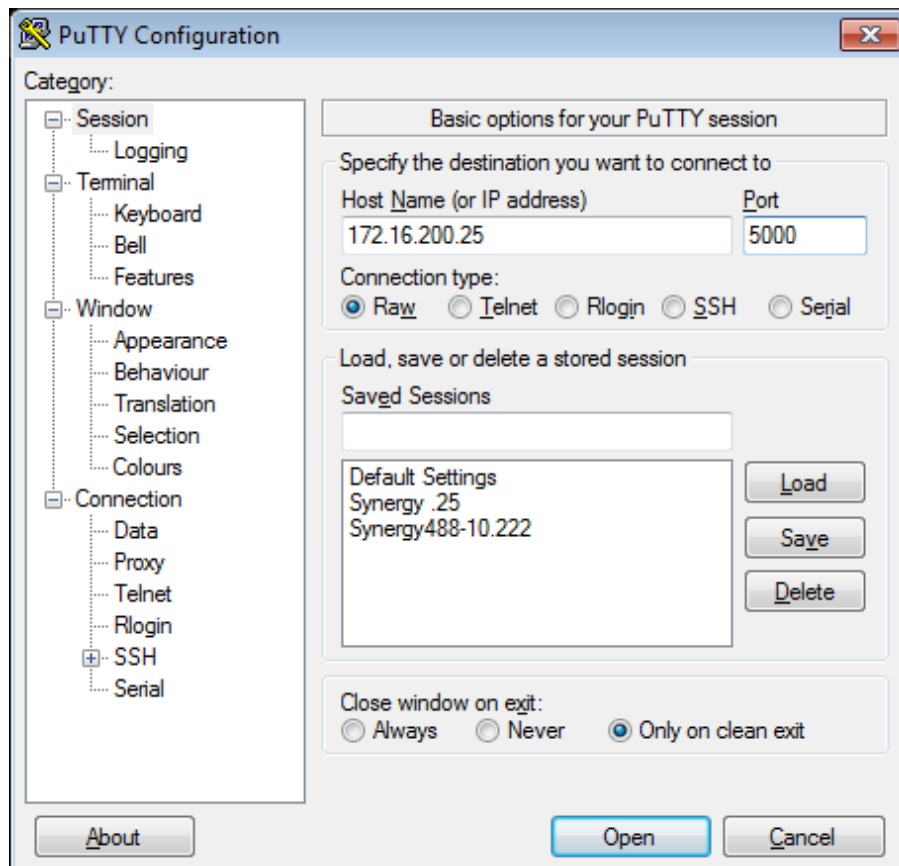 PuTTY Configuration
Category:
Session
Logging
Terminal
Keyboard
Bell
Features
Window
Appearance
Behaviour
Translation
Selection
Colours
Connection
Data
Proxy
Telnet
Rlogin
SSH
Serial
Basic options for your PuTTY session
Specify the destination you want to connect to
Host Name (or IP address) Port
172.16.200.25 5000
Connection type:
Raw Telnet Rlogin SSH Serial
Load, save or delete a stored session
Saved Sessions
Default Settings
Synergy .25
Synergy488-10.222
Load
Save
Delete
Close window on exit:
Always Never Only on clean exit
About Open Cancel